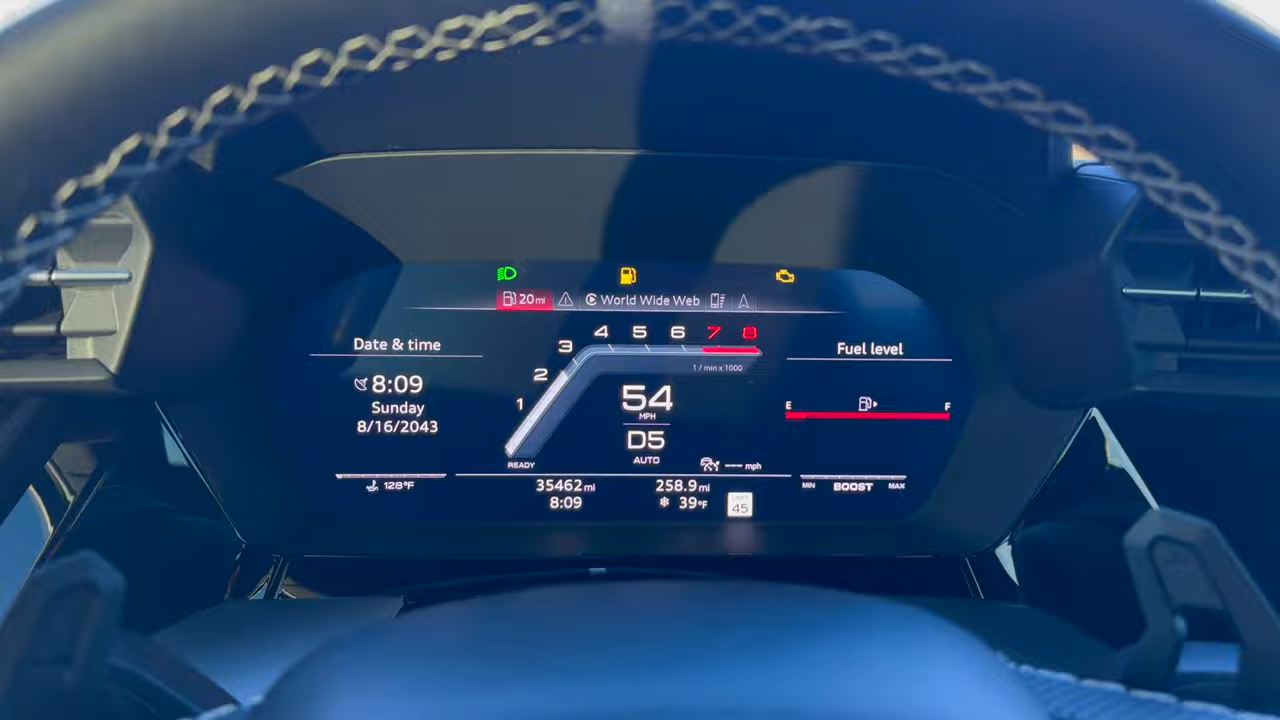 20 mi World Wide Web
Date & time
8:09
Sunday
8/16/2043
1 2 3 4 5 6 7 8
1 / min x 1000
54
MPH
D5
AUTO
READY
--- mph
Fuel level
E F
128°F
35462 mi
8:09
258.9 mi
39°F
LIMIT
45
MIN BOOST MAX